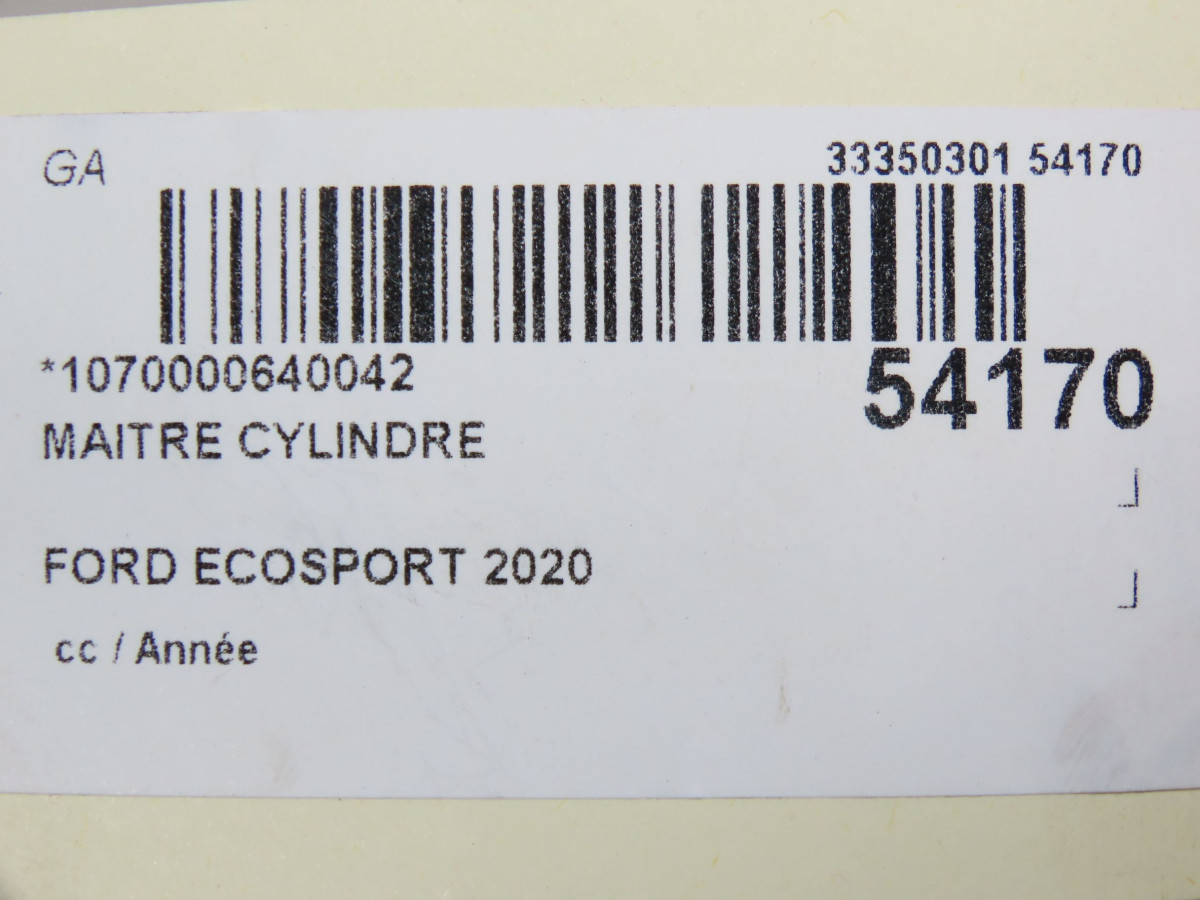 GA
33350301 54170
*1070000640042
54170
MAITRE CYLINDRE
FORD ECOSPORT 2020
cc / Année